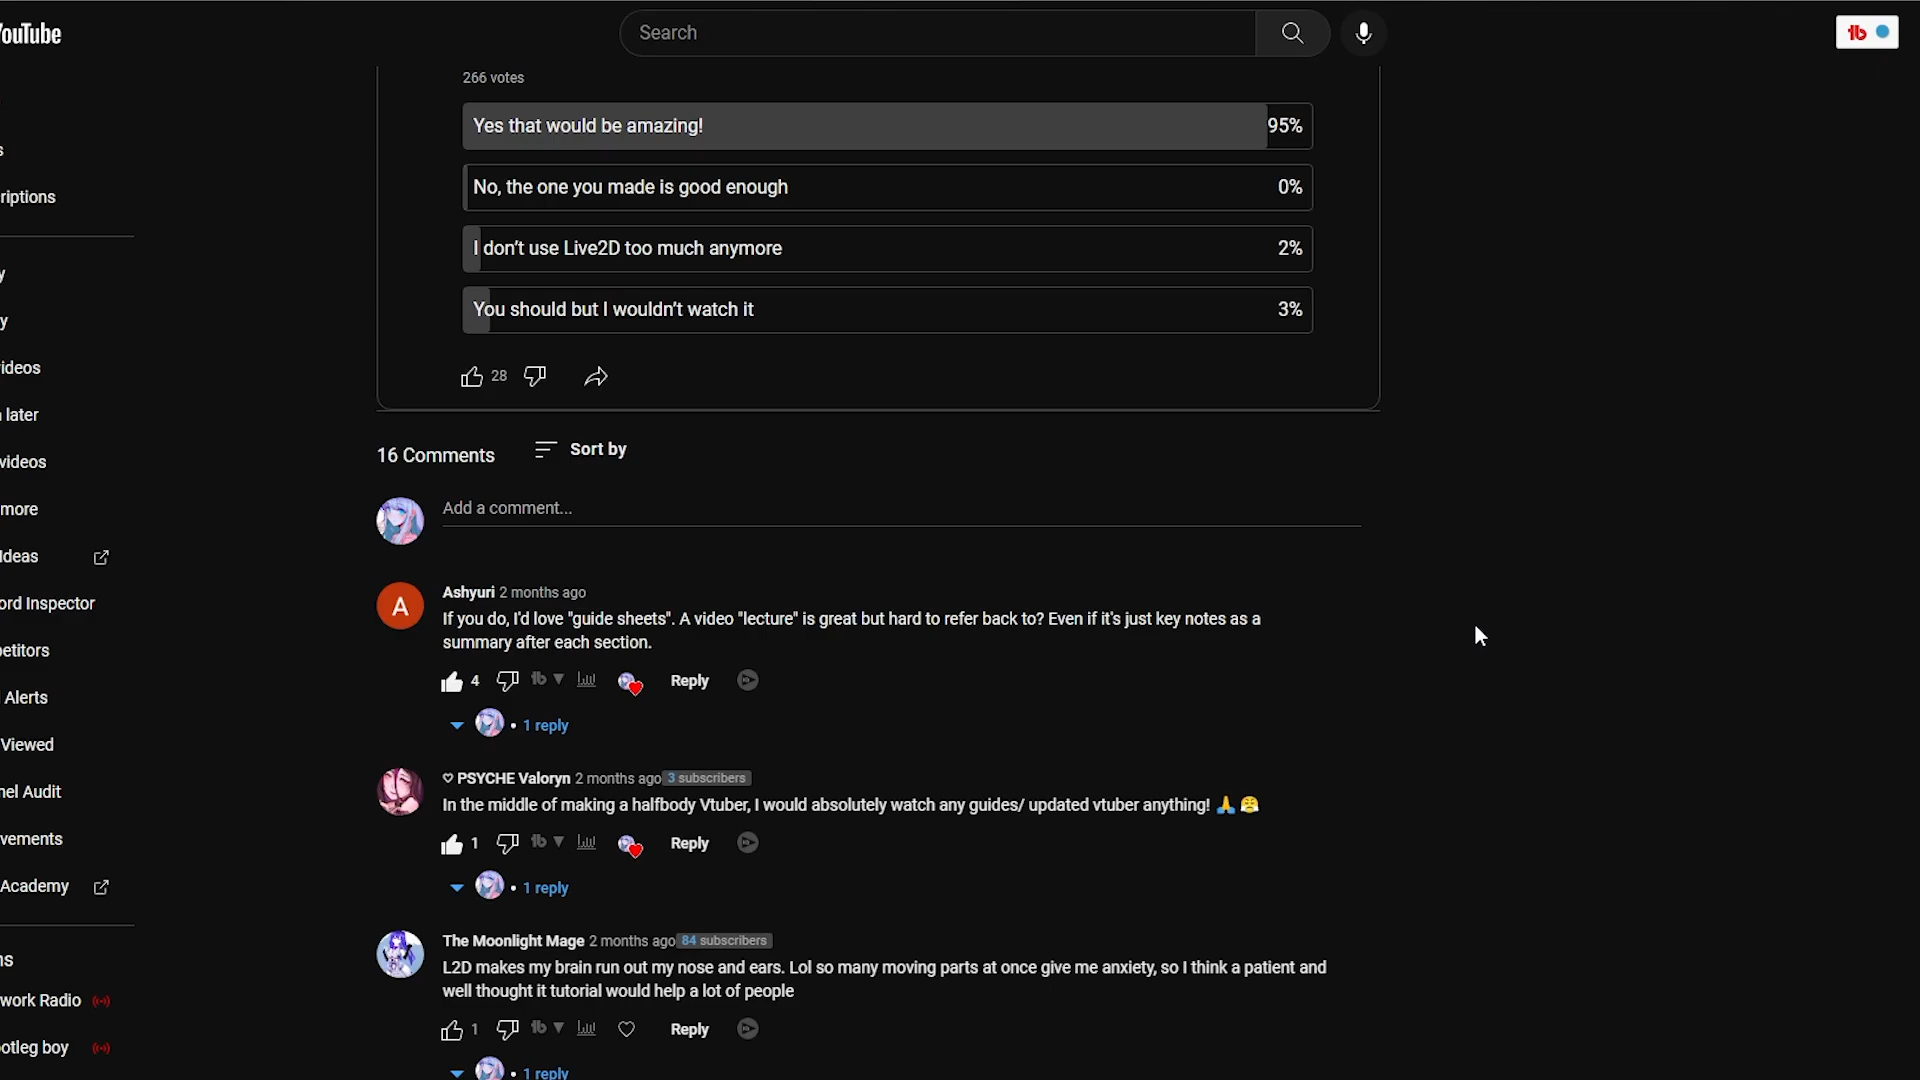 YouTube
Search
266 votes
Yes that would be amazing! 95%
No, the one you made is good enough 0%
I don't use Live2D too much anymore 2%
You should but I wouldn't watch it 3%
28
16 Comments Sort by
Add a comment...
Ashyuri 2 months ago
If you do, I'd love "guide sheets". A video "lecture" is great but hard to refer back to? Even if it's just key notes as a
summary after each section.
4 Reply
• 1 reply
♡ PSYCHE Valoryn 2 months ago 3 subscribers
In the middle of making a halfbody Vtuber, I would absolutely watch any guides/ updated vtuber anything! 🙏 😤
1 Reply
• 1 reply
The Moonlight Mage 2 months ago 84 subscribers
L2D makes my brain run out my nose and ears. Lol so many moving parts at once give me anxiety, so I think a patient and
well thought it tutorial would help a lot of people
1 Reply
• 1 reply
s
riptions
y
y
ideos
later
videos
more
Ideas
ord Inspector
petitors
Alerts
Viewed
nel Audit
vements
Academy
ns
work Radio
otleg boy
A